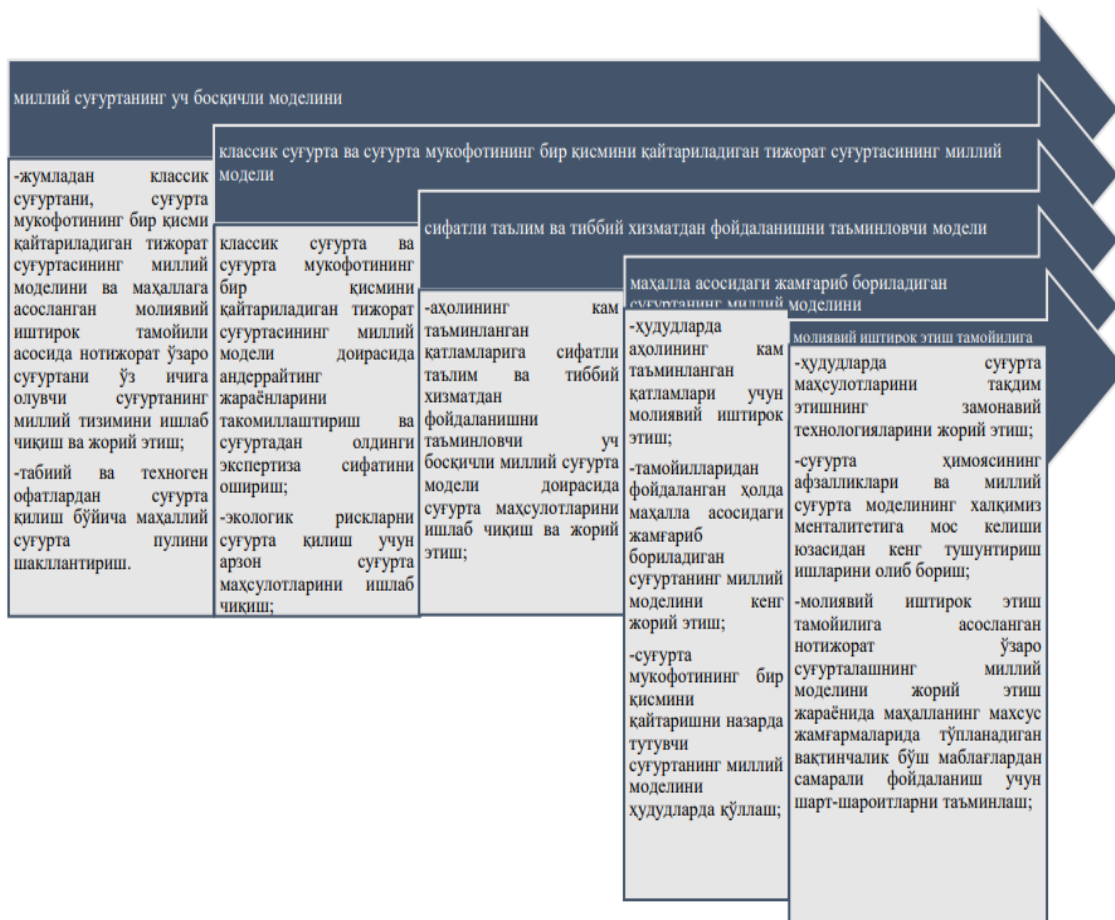 миллий суғуртанинг уч босқичли моделини
-жумладан классик
суғуртани, суғурта
мукофотининг бир қисми
қайтариладиган тижорат
суғуртасининг миллий
моделини ва маҳаллага
асосланган молиявий
иштирок тамойили
асосида нотижорат ўзаро
суғуртани ўз ичига
олувчи суғуртанинг
миллий тизимини ишлаб
чиқиш ва жорий этиш;
-табиий ва техноген
офатлардан суғурта
қилиш бўйича маҳаллий
суғурта пулини
шакллантириш.
классик суғурта ва суғурта мукофотининг бир қисмини қайтариладиган тижорат суғуртасининг миллий
модели
классик суғурта ва
суғурта мукофотининг
бир қисмини
қайтариладиган тижорат
суғуртасининг миллий
модели доирасида
андеррайтинг
жараёнларини
такомиллаштириш ва
суғуртадан олдинги
экспертиза сифатини
ошириш;
-экологик рискларни
суғурта қилиш учун
арзон суғурта
маҳсулотларини ишлаб
чиқиш;
сифатли таълим ва тиббий хизматдан фойдаланишни таъминловчи модели
-аҳолининг кам
таъминланган
қатламларига сифатли
таълим ва тиббий
хизматдан
фойдаланишни
таъминловчи уч
босқичли миллий суғурта
модели доирасида
суғурта маҳсулотларини
ишлаб чиқиш ва жорий
этиш;
маҳалла асосидаги жамғариб бориладиган
суғуртанинг миллий моделини
-ҳудудларда
аҳолининг кам
таъминланган
қатламлари учун
молиявий иштирок
этиш;
-тамойилларидан
фойдаланган ҳолда
маҳалла асосидаги
жамғариб
бориладиган
суғуртанинг миллий
моделини кенг
жорий этиш;
-суғурта
мукофотининг бир
қисмини
қайтаришни назарда
тутувчи
суғуртанинг миллий
моделини
ҳудудларда қўллаш;
молиявий иштирок этиш тамойилига
-ҳудудларда суғурта
маҳсулотларини тақдим
этишнинг замонавий
технологияларини жорий этиш;
-суғурта ҳимоясининг
афзалликлари ва миллий
суғурта моделининг халқимиз
менталитетига мос келиши
юзасидан кенг тушунтириш
ишларини олиб бориш;
-молиявий иштирок этиш
тамойилига асосланган
нотижорат ўзаро
суғурталашнинг миллий
моделини жорий этиш
жараёнида маҳалланинг махсус
жамғармаларида тўпланадиган
вақтинчалик бўш маблағлардан
самарали фойдаланиш учун
шарт-шароитларни таъминлаш;